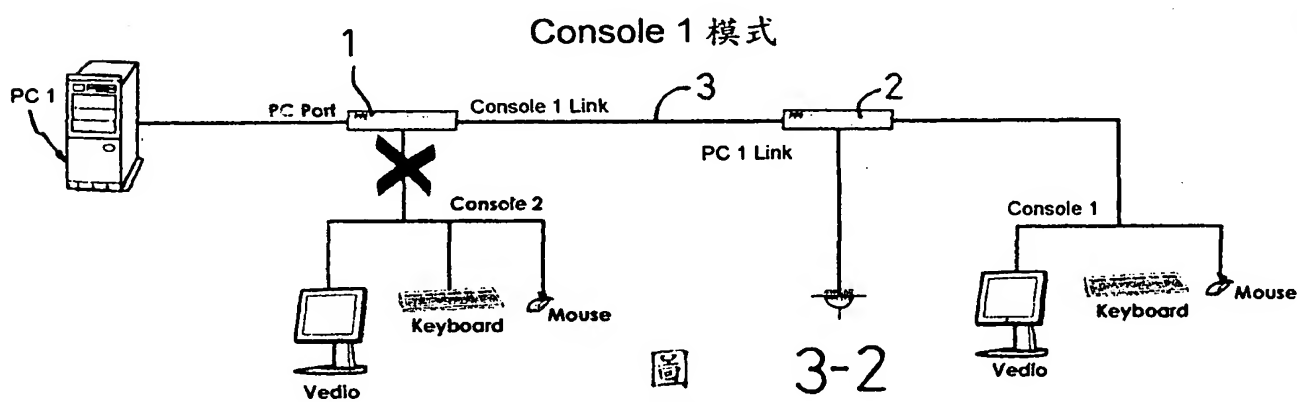 Console 1 模式
1
PC 1
PC Port
Console 1 Link
3
2
PC 1 Link
Console 2
Console 1
Keyboard
Mouse
Vedio
Keyboard
Mouse
Vedio
圖 3-2